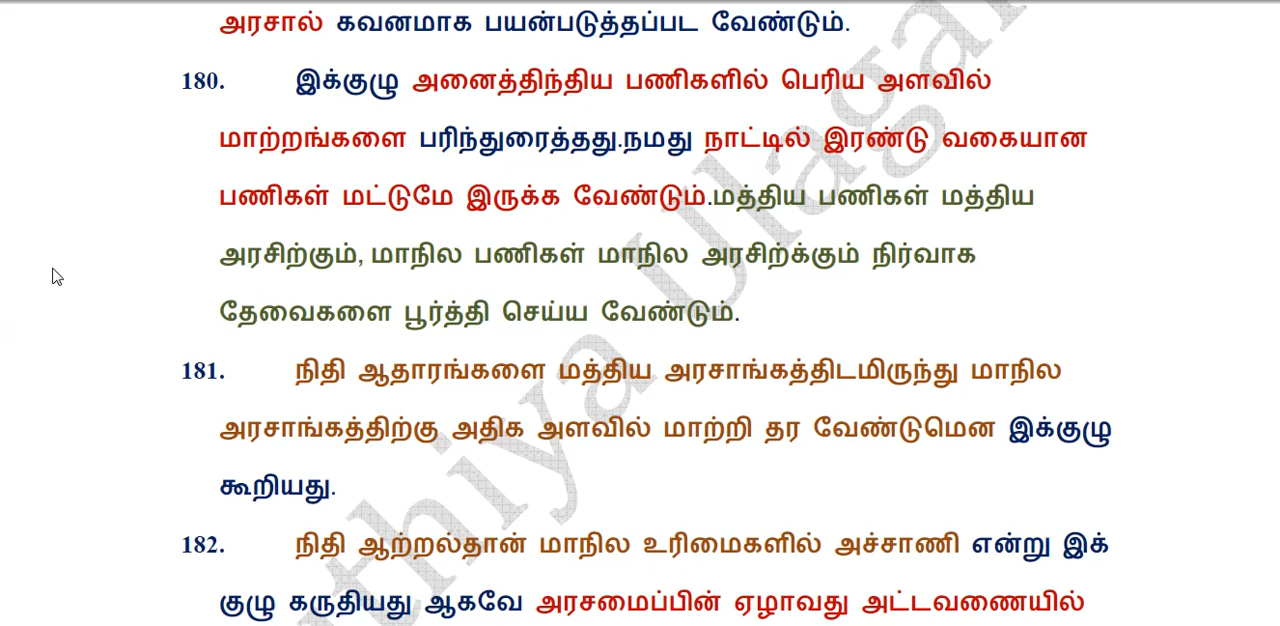 அரசால் கவனமாக பயன்படுத்தப்பட வேண்டும்.
180. இக்குழு அனைத்திந்திய பணிகளில் பெரிய அளவில்
மாற்றங்களை பரிந்துரைத்தது.நமது நாட்டில் இரண்டு வகையான
பணிகள் மட்டுமே இருக்க வேண்டும்.மத்திய பணிகள் மத்திய
அரசிற்கும், மாநில பணிகள் மாநில அரசிற்க்கும் நிர்வாக
தேவைகளை பூர்த்தி செய்ய வேண்டும்.
181. நிதி ஆதாரங்களை மத்திய அரசாங்கத்திடமிருந்து மாநில
அரசாங்கத்திற்கு அதிக அளவில் மாற்றி தர வேண்டுமென இக்குழு
கூறியது.
182. நிதி ஆற்றல்தான் மாநில உரிமைகளில் அச்சாணி என்று இக்
குழு கருதியது ஆகவே அரசமைப்பின் ஏழாவது அட்டவணையில்